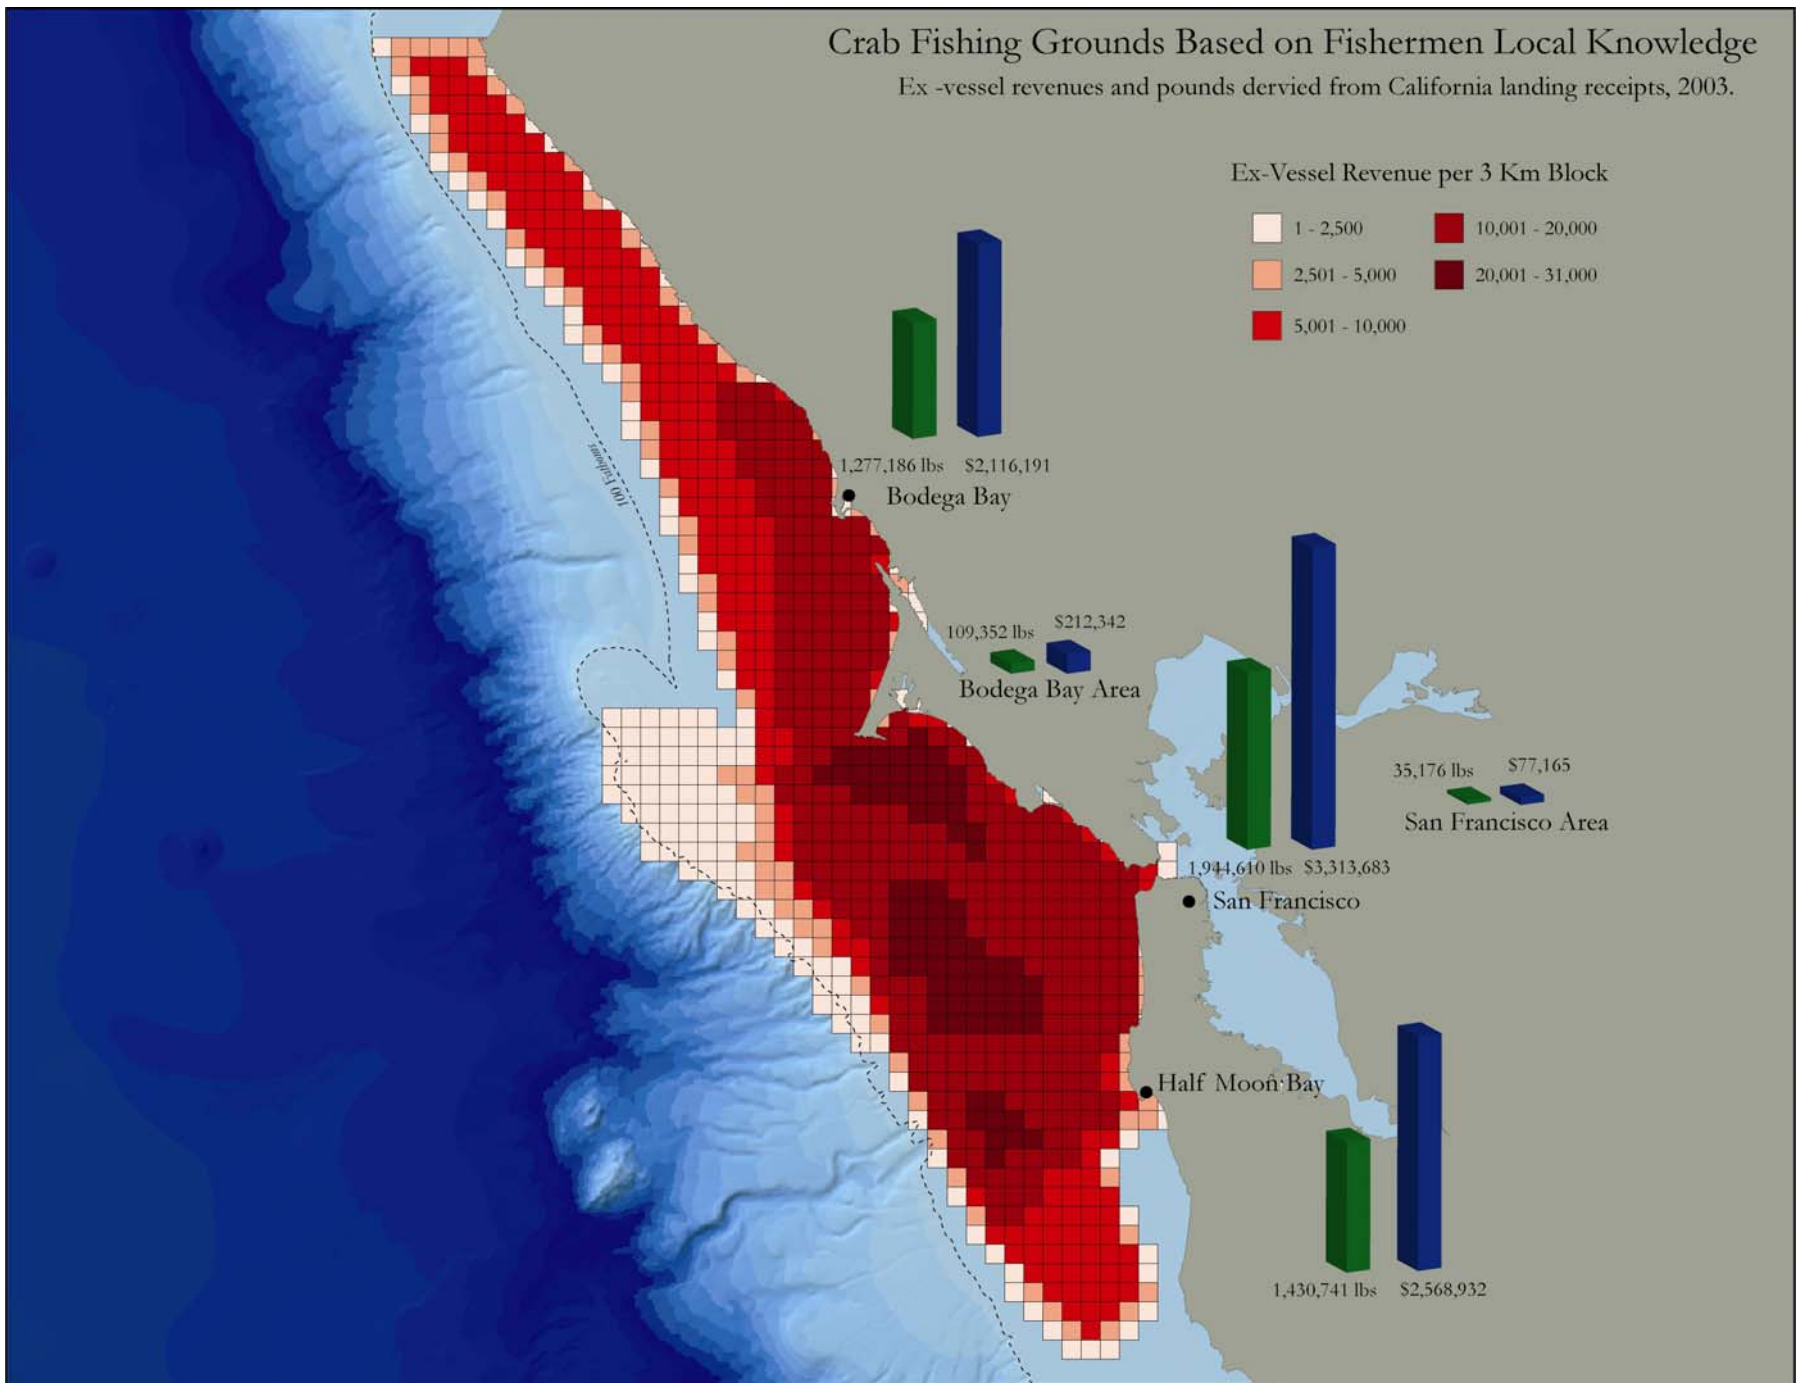 Crab Fishing Grounds Based on Fishermen Local Knowledge
Ex -vessel revenues and pounds dervied from California landing receipts, 2003.
Ex-Vessel Revenue per 3 Km Block
1 - 2,500
10,001 - 20,000
2,501 - 5,000
20,001 - 31,000
5,001 - 10,000
1,277,186 lbs $2,116,191
Bodega Bay
100 Fathoms
109,352 lbs $212,342
Bodega Bay Area
35,176 lbs $77,165
San Francisco Area
1,944,610 lbs $3,313,683
San Francisco
Half Moon Bay
1,430,741 lbs $2,568,932